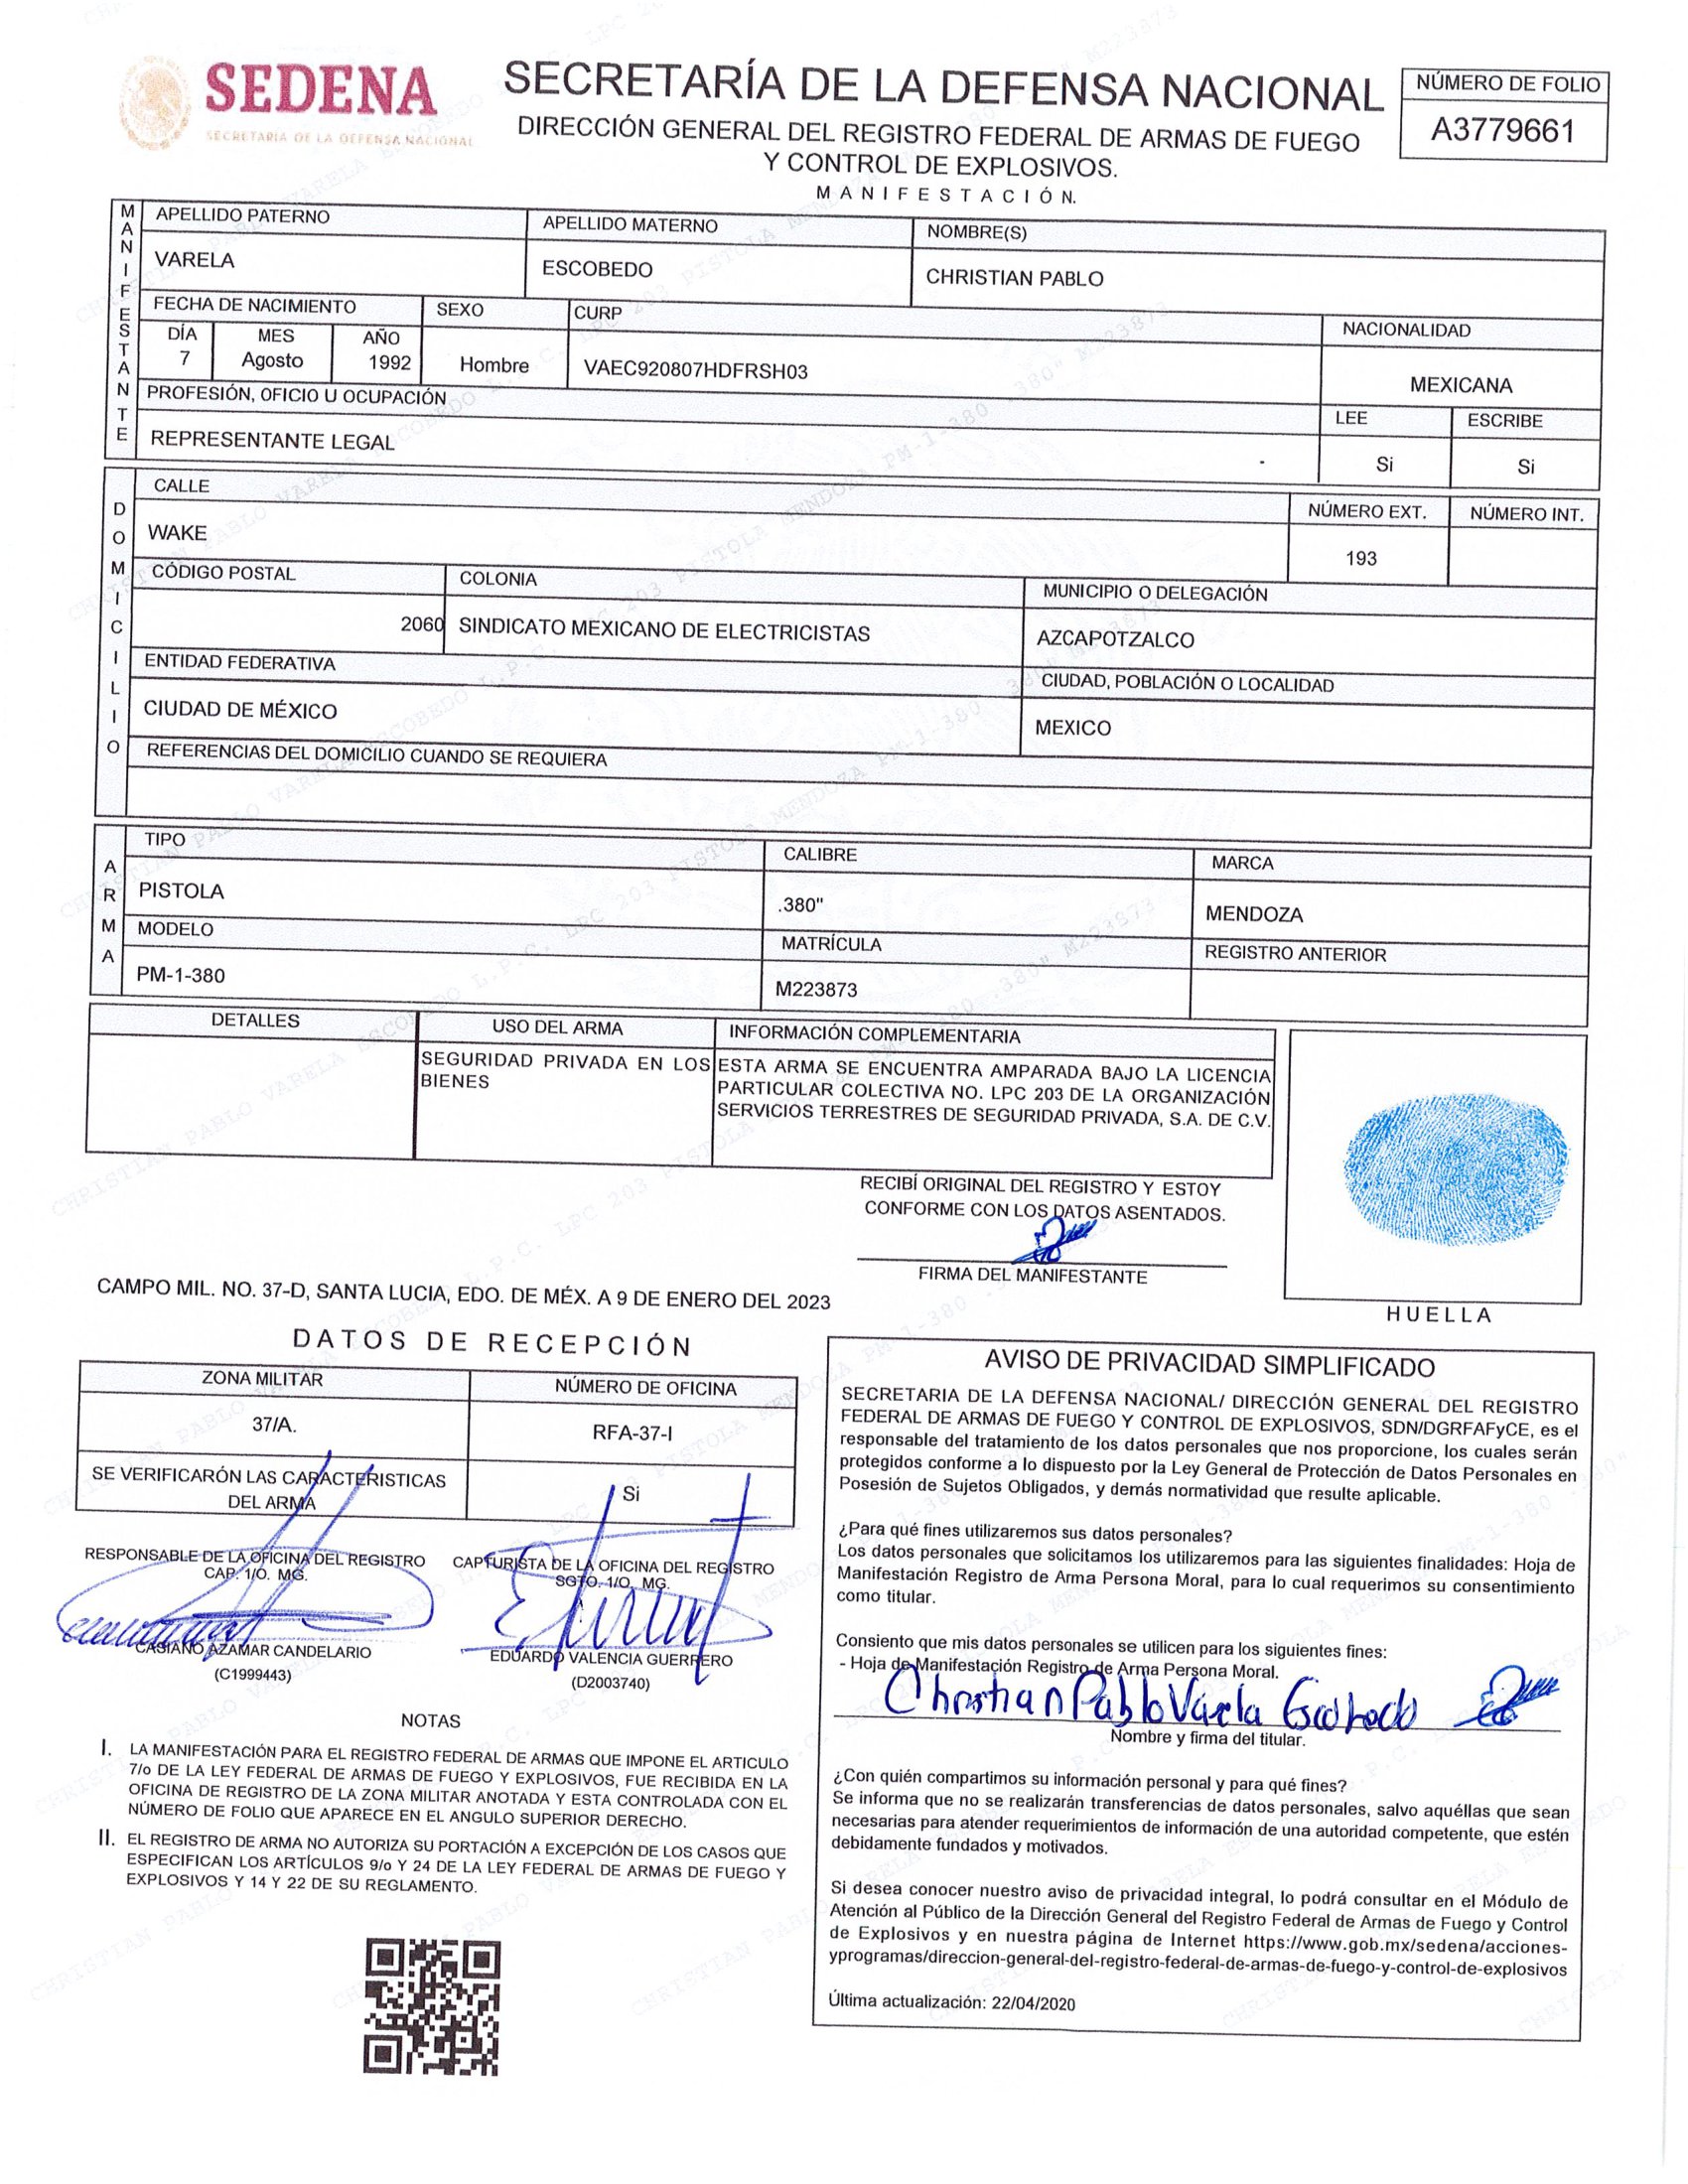 SEDENA
SECRETARIA DE LA DEFENSA NACIONAL
SECRETARÍA DE LA DEFENSA NACIONAL
DIRECCIÓN GENERAL DEL REGISTRO FEDERAL DE ARMAS DE FUEGO
Y CONTROL DE EXPLOSIVOS.
MANIFESTACIÓN.
NÚMERO DE FOLIO
A3779661
MANIFESTANTE
APELLIDO PATERNO
APELLIDO MATERNO
NOMBRE(S)
VARELA
ESCOBEDO
CHRISTIAN PABLO
FECHA DE NACIMIENTO
SEXO
CURP
NACIONALIDAD
DÍA
MES
AÑO
7
Agosto
1992
Hombre
VAEC920807HDFRSH03
MEXICANA
PROFESIÓN, OFICIO U OCUPACIÓN
LEE
ESCRIBE
REPRESENTANTE LEGAL
-
Si
Si
DOMICILIO
CALLE
NÚMERO EXT.
NÚMERO INT.
WAKE
193
CÓDIGO POSTAL
COLONIA
MUNICIPIO O DELEGACIÓN
2060
SINDICATO MEXICANO DE ELECTRICISTAS
AZCAPOTZALCO
ENTIDAD FEDERATIVA
CIUDAD, POBLACIÓN O LOCALIDAD
CIUDAD DE MÉXICO
MEXICO
REFERENCIAS DEL DOMICILIO CUANDO SE REQUIERA
ARMA
TIPO
CALIBRE
MARCA
PISTOLA
.380"
MENDOZA
MODELO
MATRÍCULA
REGISTRO ANTERIOR
PM-1-380
M223873
DETALLES
USO DEL ARMA
INFORMACIÓN COMPLEMENTARIA
SEGURIDAD PRIVADA EN LOS
BIENES
ESTA ARMA SE ENCUENTRA AMPARADA BAJO LA LICENCIA
PARTICULAR COLECTIVA NO. LPC 203 DE LA ORGANIZACIÓN
SERVICIOS TERRESTRES DE SEGURIDAD PRIVADA, S.A. DE C.V.
RECIBÍ ORIGINAL DEL REGISTRO Y ESTOY
CONFORME CON LOS DATOS ASENTADOS.
FIRMA DEL MANIFESTANTE
HUELLA
CAMPO MIL. NO. 37-D, SANTA LUCIA, EDO. DE MÉX. A 9 DE ENERO DEL 2023
DATOS DE RECEPCIÓN
ZONA MILITAR
NÚMERO DE OFICINA
37/A.
RFA-37-I
SE VERIFICARÓN LAS CARACTERISTICAS
DEL ARMA
Si
RESPONSABLE DE LA OFICINA DEL REGISTRO
CAP. 1/O. MG.
CASIANO AZAMAR CANDELARIO
(C1999443)
CAPTURISTA DE LA OFICINA DEL REGISTRO
SGTO. 1/O. MG.
EDUARDO VALENCIA GUERRERO
(D2003740)
NOTAS
I. LA MANIFESTACIÓN PARA EL REGISTRO FEDERAL DE ARMAS QUE IMPONE EL ARTICULO
7/o DE LA LEY FEDERAL DE ARMAS DE FUEGO Y EXPLOSIVOS, FUE RECIBIDA EN LA
OFICINA DE REGISTRO DE LA ZONA MILITAR ANOTADA Y ESTA CONTROLADA CON EL
NÚMERO DE FOLIO QUE APARECE EN EL ANGULO SUPERIOR DERECHO.
II. EL REGISTRO DE ARMA NO AUTORIZA SU PORTACIÓN A EXCEPCIÓN DE LOS CASOS QUE
ESPECIFICAN LOS ARTÍCULOS 9/o Y 24 DE LA LEY FEDERAL DE ARMAS DE FUEGO Y
EXPLOSIVOS Y 14 Y 22 DE SU REGLAMENTO.
AVISO DE PRIVACIDAD SIMPLIFICADO
SECRETARIA DE LA DEFENSA NACIONAL/ DIRECCIÓN GENERAL DEL REGISTRO
FEDERAL DE ARMAS DE FUEGO Y CONTROL DE EXPLOSIVOS, SDN/DGRFAFyCE, es el
responsable del tratamiento de los datos personales que nos proporcione, los cuales serán
protegidos conforme a lo dispuesto por la Ley General de Protección de Datos Personales en
Posesión de Sujetos Obligados, y demás normatividad que resulte aplicable.
¿Para qué fines utilizaremos sus datos personales?
Los datos personales que solicitamos los utilizaremos para las siguientes finalidades: Hoja de
Manifestación Registro de Arma Persona Moral, para lo cual requerimos su consentimiento
como titular.
Consiento que mis datos personales se utilicen para los siguientes fines:
- Hoja de Manifestación Registro de Arma Persona Moral.
Christian Pablo Varela Escobedo
Nombre y firma del titular.
¿Con quién compartimos su información personal y para qué fines?
Se informa que no se realizarán transferencias de datos personales, salvo aquéllas que sean
necesarias para atender requerimientos de información de una autoridad competente, que estén
debidamente fundados y motivados.
Si desea conocer nuestro aviso de privacidad integral, lo podrá consultar en el Módulo de
Atención al Público de la Dirección General del Registro Federal de Armas de Fuego y Control
de Explosivos y en nuestra página de Internet https://www.gob.mx/sedena/acciones-
yprogramas/direccion-general-del-registro-federal-de-armas-de-fuego-y-control-de-explosivos
Última actualización: 22/04/2020